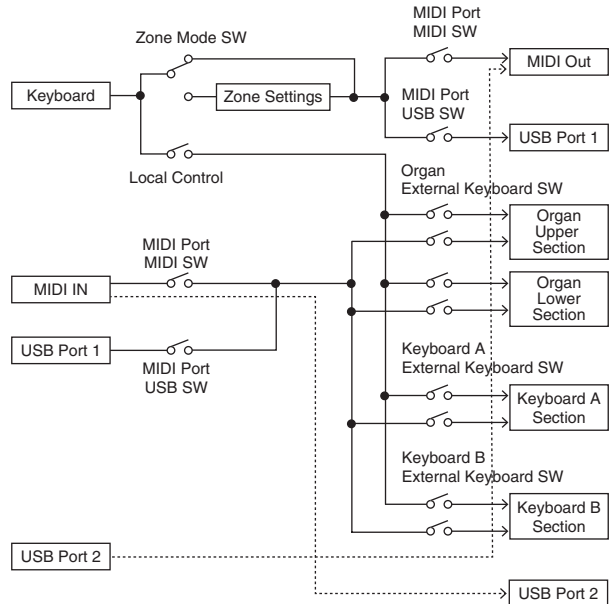 MIDI Port
MIDI SW
Zone Mode SW
MIDI Out
Keyboard
Zone Settings
MIDI Port
USB SW
USB Port 1
Local Control
Organ
External Keyboard SW
Organ
Upper
Section
MIDI Port
MIDI SW
MIDI IN
Organ
Lower
Section
USB Port 1
MIDI Port
USB SW
Keyboard A
External Keyboard SW
Keyboard A
Section
Keyboard B
External Keyboard SW
Keyboard B
Section
USB Port 2
USB Port 2